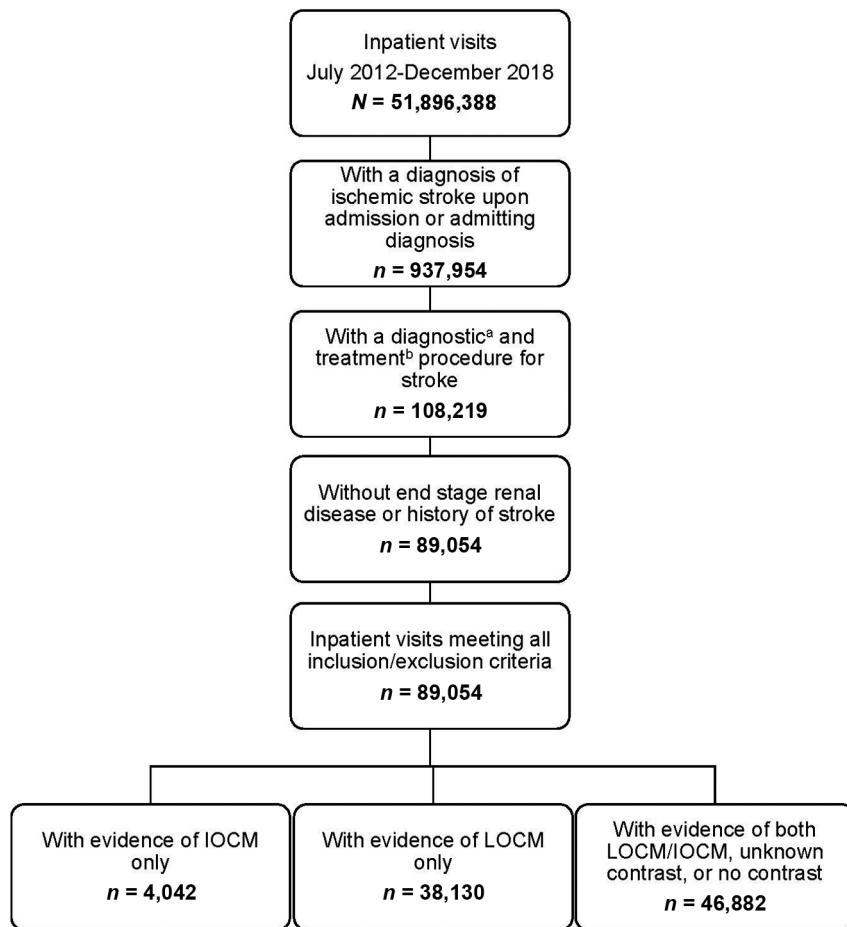 Inpatient visits
July 2012-December 2018
N = 51,896,388
With a diagnosis of
ischemic stroke upon
admission or admitting
diagnosis
n = 937,954
With a diagnosticᵃ and
treatmentᵇ procedure for
stroke
n = 108,219
Without end stage renal
disease or history of stroke
n = 89,054
Inpatient visits meeting all
inclusion/exclusion criteria
n = 89,054
With evidence of IOCM
only
n = 4,042
With evidence of LOCM
only
n = 38,130
With evidence of both
LOCM/IOCM, unknown
contrast, or no contrast
n = 46,882